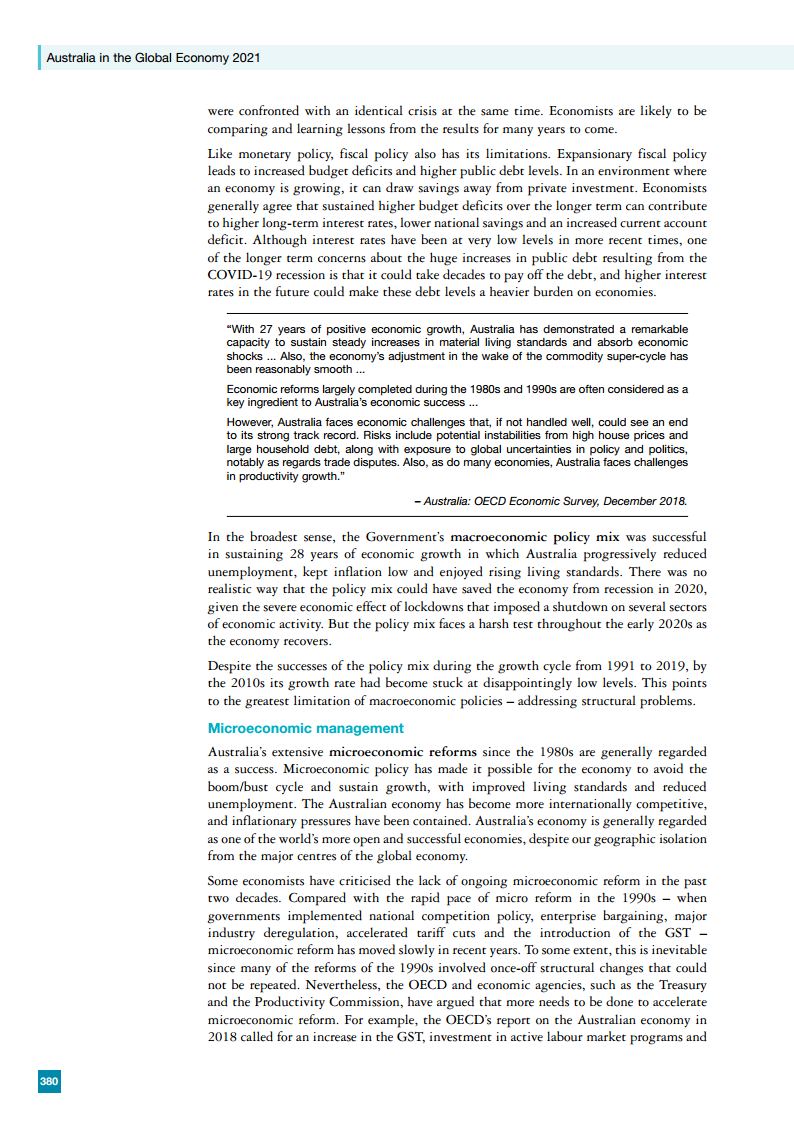 Australia in the Global Economy 2021
were confronted with an identical crisis at the same time. Economists are likely to be
comparing and learning lessons from the results for many years to come.
Like monetary policy, fiscal policy also has its limitations. Expansionary fiscal policy
leads to increased budget deficits and higher public debt levels. In an environment where
an economy is growing, it can draw savings away from private investment. Economists
generally agree that sustained higher budget deficits over the longer term can contribute
to higher long-term interest rates, lower national savings and an increased current account
deficit. Although interest rates have been at very low levels in more recent times, one
of the longer term concerns about the huge increases in public debt resulting from the
COVID-19 recession is that it could take decades to pay off the debt, and higher interest
rates in the future could make these debt levels a heavier burden on economies.
“With 27 years of positive economic growth, Australia has demonstrated a remarkable
capacity to sustain steady increases in material living standards and absorb economic
shocks ... Also, the economy’s adjustment in the wake of the commodity super-cycle has
been reasonably smooth ...
Economic reforms largely completed during the 1980s and 1990s are often considered as a
key ingredient to Australia’s economic success ...
However, Australia faces economic challenges that, if not handled well, could see an end
to its strong track record. Risks include potential instabilities from high house prices and
large household debt, along with exposure to global uncertainties in policy and politics,
notably as regards trade disputes. Also, as do many economies, Australia faces challenges
in productivity growth.”
– Australia: OECD Economic Survey, December 2018.
In the broadest sense, the Government’s macroeconomic policy mix was successful
in sustaining 28 years of economic growth in which Australia progressively reduced
unemployment, kept inflation low and enjoyed rising living standards. There was no
realistic way that the policy mix could have saved the economy from recession in 2020,
given the severe economic effect of lockdowns that imposed a shutdown on several sectors
of economic activity. But the policy mix faces a harsh test throughout the early 2020s as
the economy recovers.
Despite the successes of the policy mix during the growth cycle from 1991 to 2019, by
the 2010s its growth rate had become stuck at disappointingly low levels. This points
to the greatest limitation of macroeconomic policies – addressing structural problems.
Microeconomic management
Australia’s extensive microeconomic reforms since the 1980s are generally regarded
as a success. Microeconomic policy has made it possible for the economy to avoid the
boom/bust cycle and sustain growth, with improved living standards and reduced
unemployment. The Australian economy has become more internationally competitive,
and inflationary pressures have been contained. Australia’s economy is generally regarded
as one of the world’s more open and successful economies, despite our geographic isolation
from the major centres of the global economy.
Some economists have criticised the lack of ongoing microeconomic reform in the past
two decades. Compared with the rapid pace of micro reform in the 1990s – when
governments implemented national competition policy, enterprise bargaining, major
industry deregulation, accelerated tariff cuts and the introduction of the GST –
microeconomic reform has moved slowly in recent years. To some extent, this is inevitable
since many of the reforms of the 1990s involved once-off structural changes that could
not be repeated. Nevertheless, the OECD and economic agencies, such as the Treasury
and the Productivity Commission, have argued that more needs to be done to accelerate
microeconomic reform. For example, the OECD’s report on the Australian economy in
2018 called for an increase in the GST, investment in active labour market programs and
380